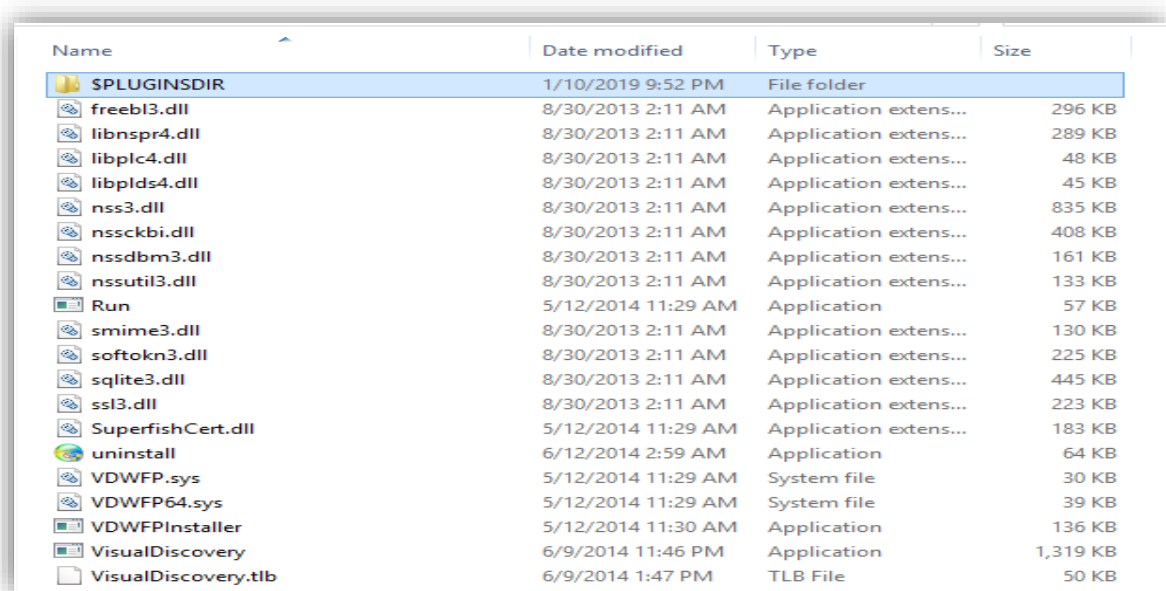 Name Date modified Type Size
$PLUGINSDIR 1/10/2019 9:52 PM File folder
freebl3.dll 8/30/2013 2:11 AM Application extens... 296 KB
libnspr4.dll 8/30/2013 2:11 AM Application extens... 289 KB
libplc4.dll 8/30/2013 2:11 AM Application extens... 48 KB
libplds4.dll 8/30/2013 2:11 AM Application extens... 45 KB
nss3.dll 8/30/2013 2:11 AM Application extens... 835 KB
nssckbi.dll 8/30/2013 2:11 AM Application extens... 408 KB
nssdbm3.dll 8/30/2013 2:11 AM Application extens... 161 KB
nssutil3.dll 8/30/2013 2:11 AM Application extens... 133 KB
Run 5/12/2014 11:29 AM Application 57 KB
smime3.dll 8/30/2013 2:11 AM Application extens... 130 KB
softokn3.dll 8/30/2013 2:11 AM Application extens... 225 KB
sqlite3.dll 8/30/2013 2:11 AM Application extens... 445 KB
ssl3.dll 8/30/2013 2:11 AM Application extens... 223 KB
SuperfishCert.dll 5/12/2014 11:29 AM Application extens... 183 KB
uninstall 6/12/2014 2:59 AM Application 64 KB
VDWFP.sys 5/12/2014 11:29 AM System file 30 KB
VDWFP64.sys 5/12/2014 11:29 AM System file 39 KB
VDWFPInstaller 5/12/2014 11:30 AM Application 136 KB
VisualDiscovery 6/9/2014 11:46 PM Application 1,319 KB
VisualDiscovery.tlb 6/9/2014 1:47 PM TLB File 50 KB